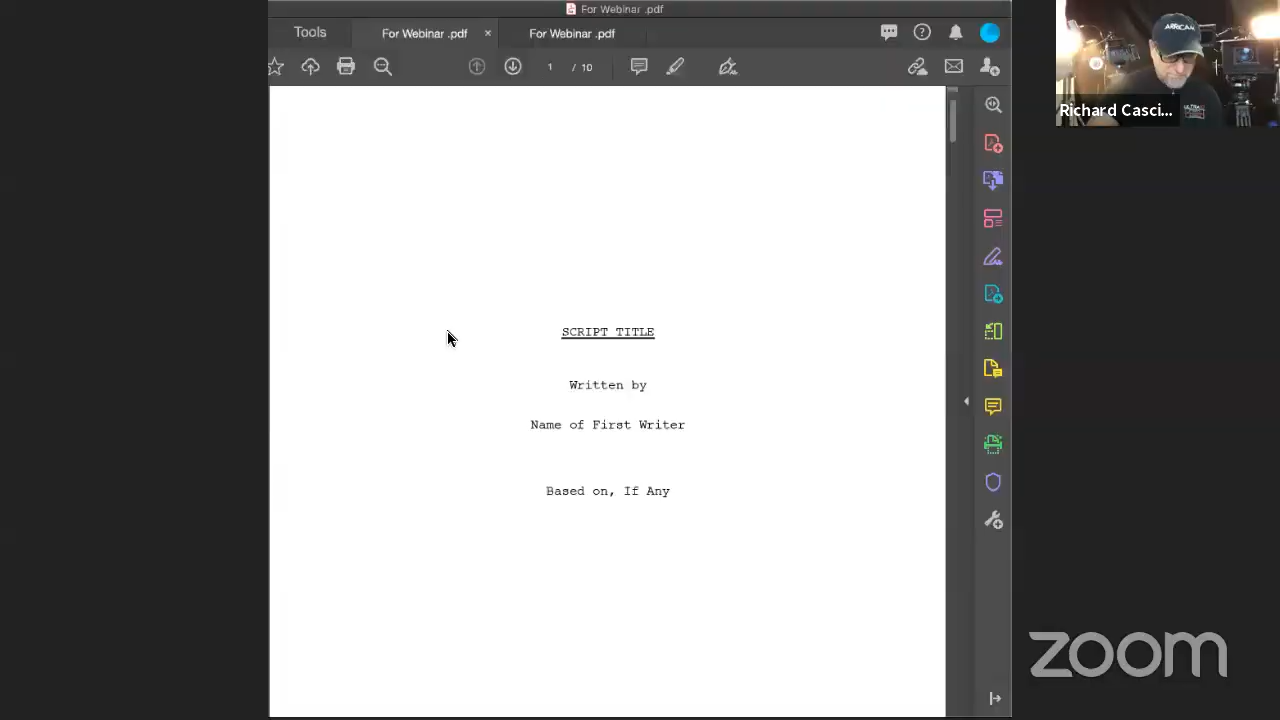 For Webinar .pdf
Tools
For Webinar .pdf ×
For Webinar .pdf
1 / 10
Richard Casci...
SCRIPT TITLE
Written by
Name of First Writer
Based on, If Any
zoom